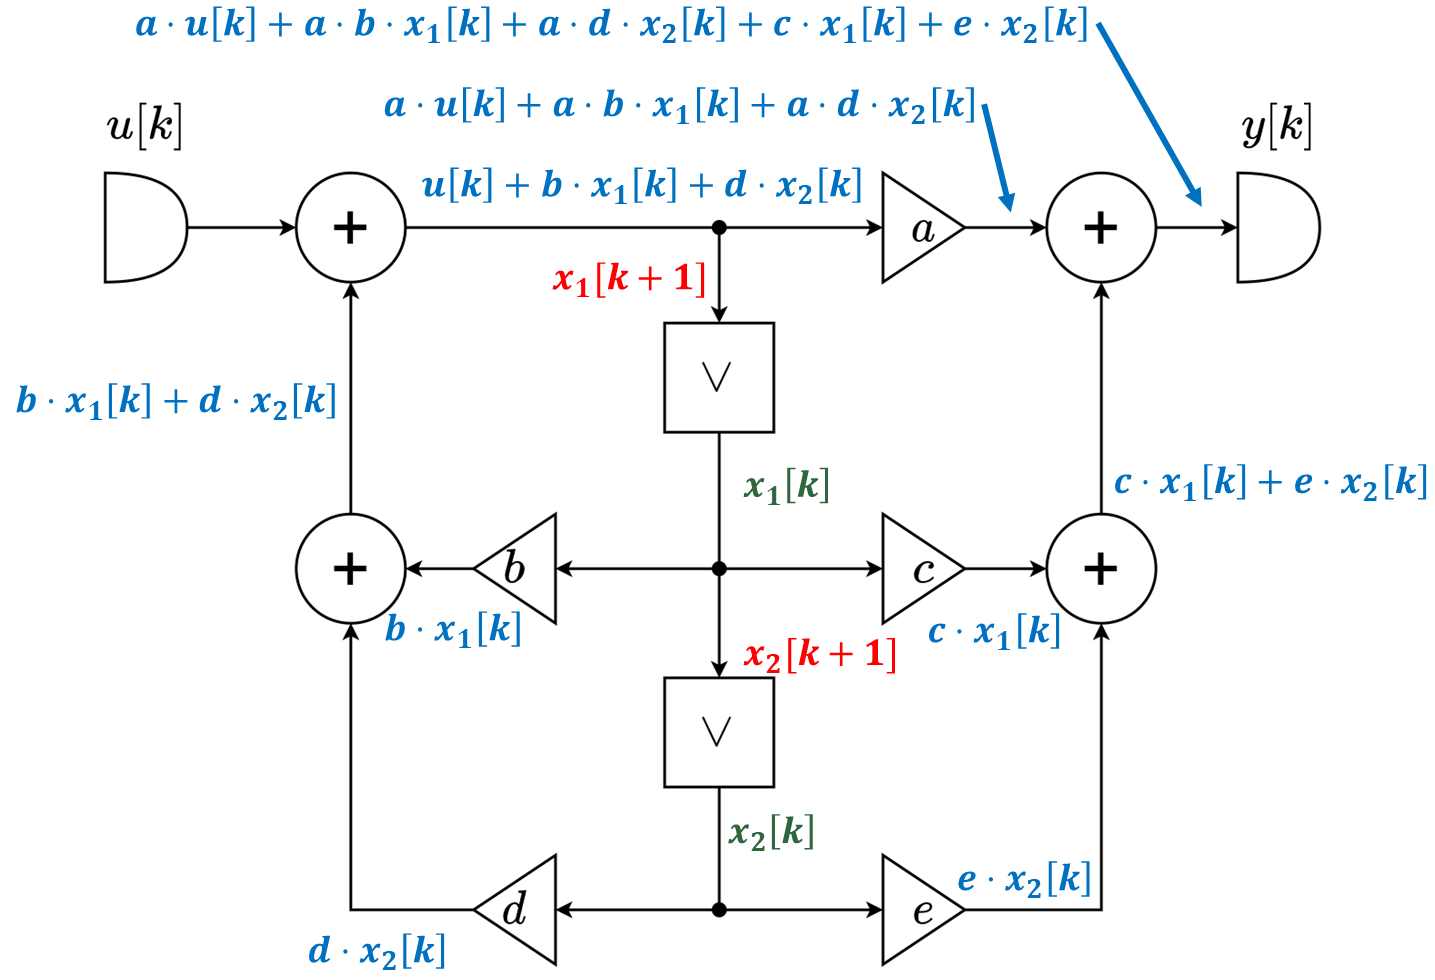 a · u[k] + a · b · x₁[k] + a · d · x₂[k] + c · x₁[k] + e · x₂[k]
a · u[k] + a · b · x₁[k] + a · d · x₂[k]
u[k]
y[k]
u[k] + b · x₁[k] + d · x₂[k]
+
a
+
x₁[k + 1]
∨
b · x₁[k] + d · x₂[k]
x₁[k]
c · x₁[k] + e · x₂[k]
+
b
c
+
b · x₁[k]
c · x₁[k]
x₂[k + 1]
∨
x₂[k]
e · x₂[k]
d
e
d · x₂[k]